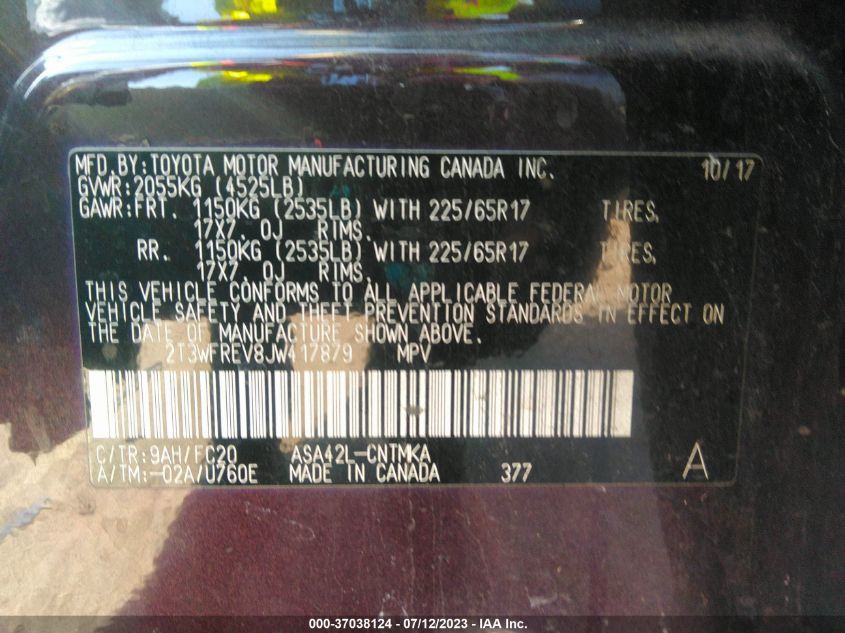 MFD.BY:TOYOTA MOTOR MANUFACTURING CANADA INC. 10/17
GVWR:2055KG (4525LB)
GAWR:FRT. 1150KG (2535LB) WITH 225/65R17 TIRES,
17X7.0J RIMS.
RR. 1150KG (2535LB) WITH 225/65R17 TIRES,
17X7.0J RIMS.
THIS VEHICLE CONFORMS TO ALL APPLICABLE FEDERAL MOTOR
VEHICLE SAFETY AND THEFT PREVENTION STANDARDS IN EFFECT ON
THE DATE OF MANUFACTURE SHOWN ABOVE.
2T3WFREV8JW417879 MPV
C/TR:9AH/FC20 ASA42L-CNTMKA
A/TM:-02A/U760E MADE IN CANADA 377 A
000-37038124 - 07/12/2023 - IAA Inc.